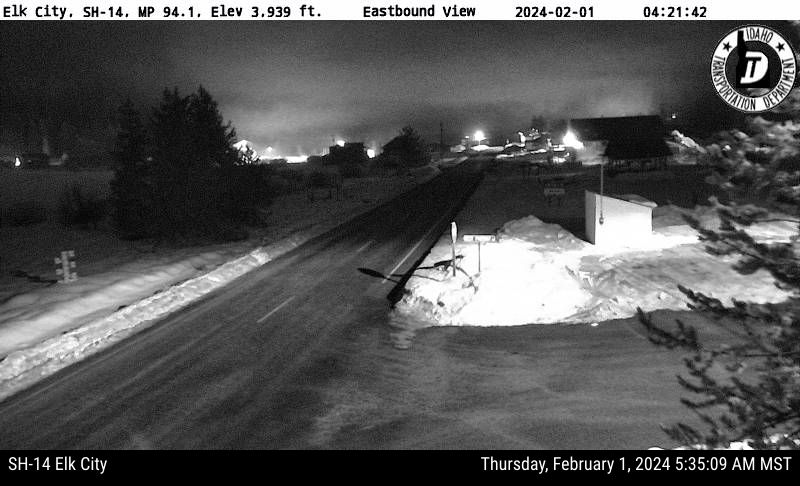 Elk City, SH-14, MP 94.1, Elev 3,939 ft. Eastbound View 2024-02-01 04:21:42
IDAHO
TRANSPORTATION DEPARTMENT
SH-14 Elk City Thursday, February 1, 2024 5:35:09 AM MST